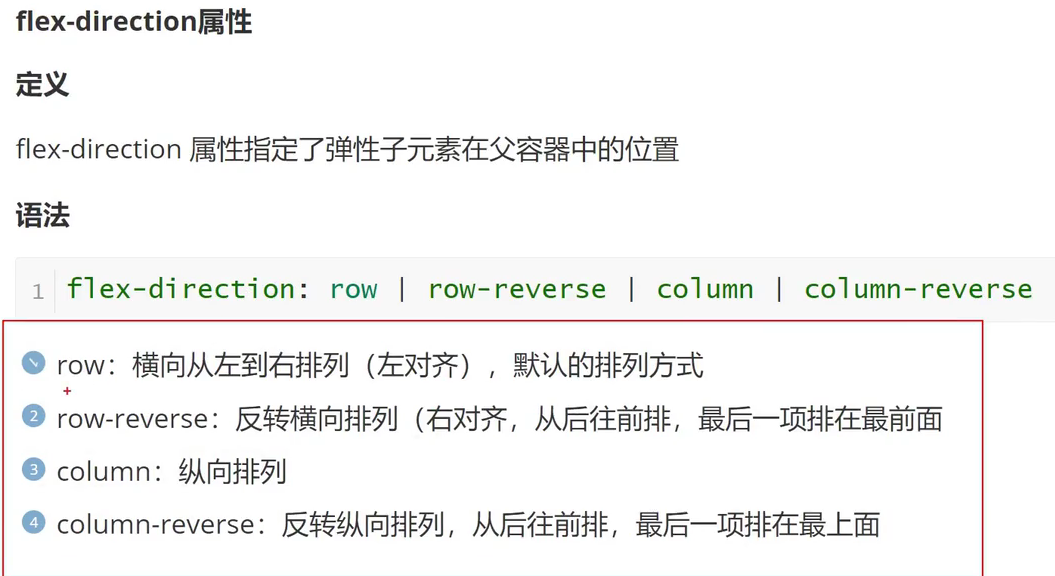 flex-direction属性
定义
flex-direction 属性指定了弹性子元素在父容器中的位置
语法
1 flex-direction: row | row-reverse | column | column-reverse
row：横向从左到右排列（左对齐），默认的排列方式
2 row-reverse：反转横向排列（右对齐，从后往前排，最后一项排在最前面
3 column：纵向排列
4 column-reverse：反转纵向排列，从后往前排，最后一项排在最上面